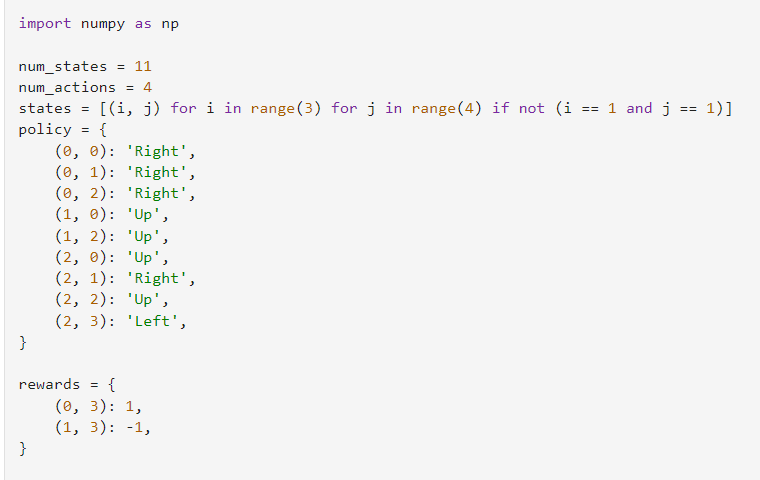 import numpy as np
num_states = 11
num_actions = 4
states = [(i, j) for i in range(3) for j in range(4) if not (i == 1 and j == 1)]
policy = {
    (0, 0): 'Right',
    (0, 1): 'Right',
    (0, 2): 'Right',
    (1, 0): 'Up',
    (1, 2): 'Up',
    (2, 0): 'Up',
    (2, 1): 'Right',
    (2, 2): 'Up',
    (2, 3): 'Left',
}
rewards = {
    (0, 3): 1,
    (1, 3): -1,
}